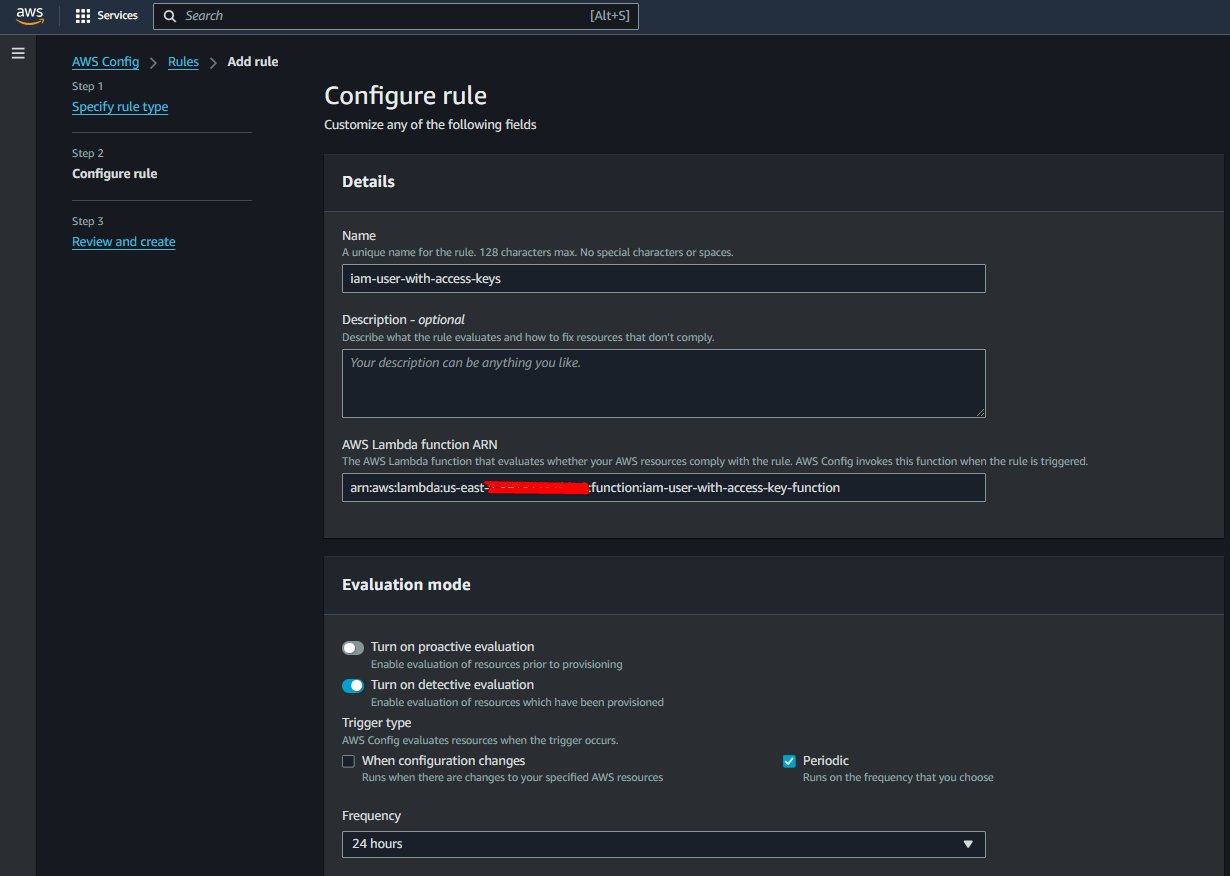 aws
Services
Search
[Alt+S]
AWS Config
Rules
Add rule
Step 1
Specify rule type
Step 2
Configure rule
Step 3
Review and create
Configure rule
Customize any of the following fields
Details
Name
A unique name for the rule. 128 characters max. No special characters or spaces.
iam-user-with-access-keys
Description - optional
Describe what the rule evaluates and how to fix resources that don't comply.
Your description can be anything you like.
AWS Lambda function ARN
The AWS Lambda function that evaluates whether your AWS resources comply with the rule. AWS Config invokes this function when the rule is triggered.
arn:aws:lambda:us-east- :function:iam-user-with-access-key-function
Evaluation mode
Turn on proactive evaluation
Enable evaluation of resources prior to provisioning
Turn on detective evaluation
Enable evaluation of resources which have been provisioned
Trigger type
AWS Config evaluates resources when the trigger occurs.
When configuration changes
Runs when there are changes to your specified AWS resources
Periodic
Runs on the frequency that you choose
Frequency
24 hours